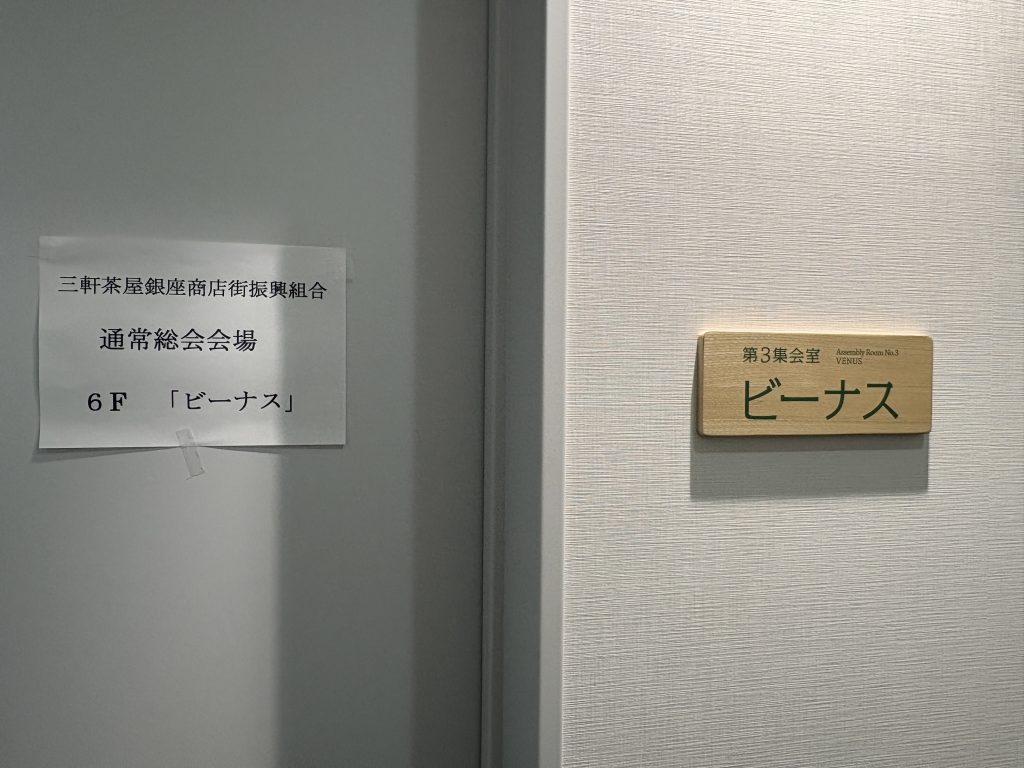 三軒茶屋銀座商店街振興組合
通常総会会場
６Ｆ　「ビーナス」
第3集会室
Assembly Room No.3
VENUS
ビーナス